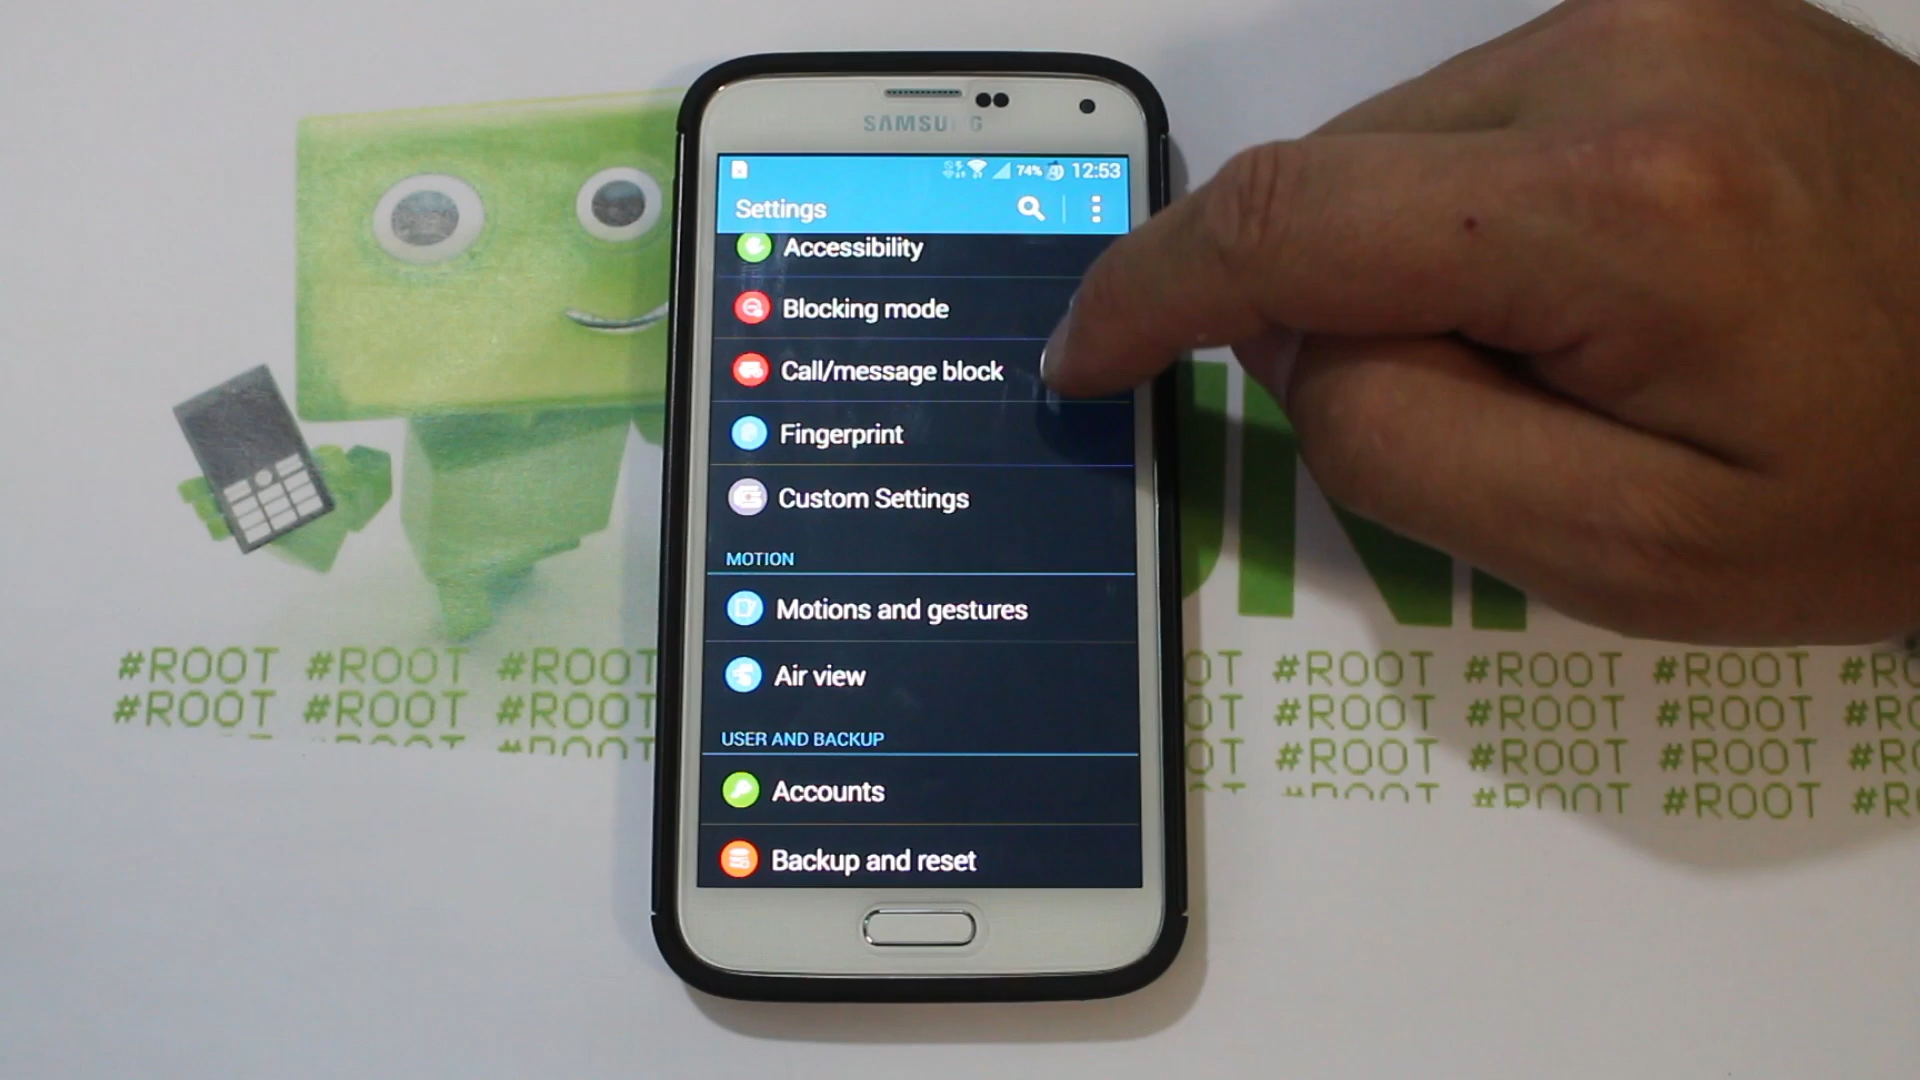 SAMSUNG
74% 12:53
Settings
Accessibility
Blocking mode
Call/message block
Fingerprint
Custom Settings
MOTION
Motions and gestures
Air view
USER AND BACKUP
Accounts
Backup and reset
#ROOT #ROOT #ROOT
#ROOT #ROOT #ROOT
#ROOT #ROOT #ROOT
#ROOT #ROOT #ROOT
#ROOT #ROOT #ROOT
#ROOT